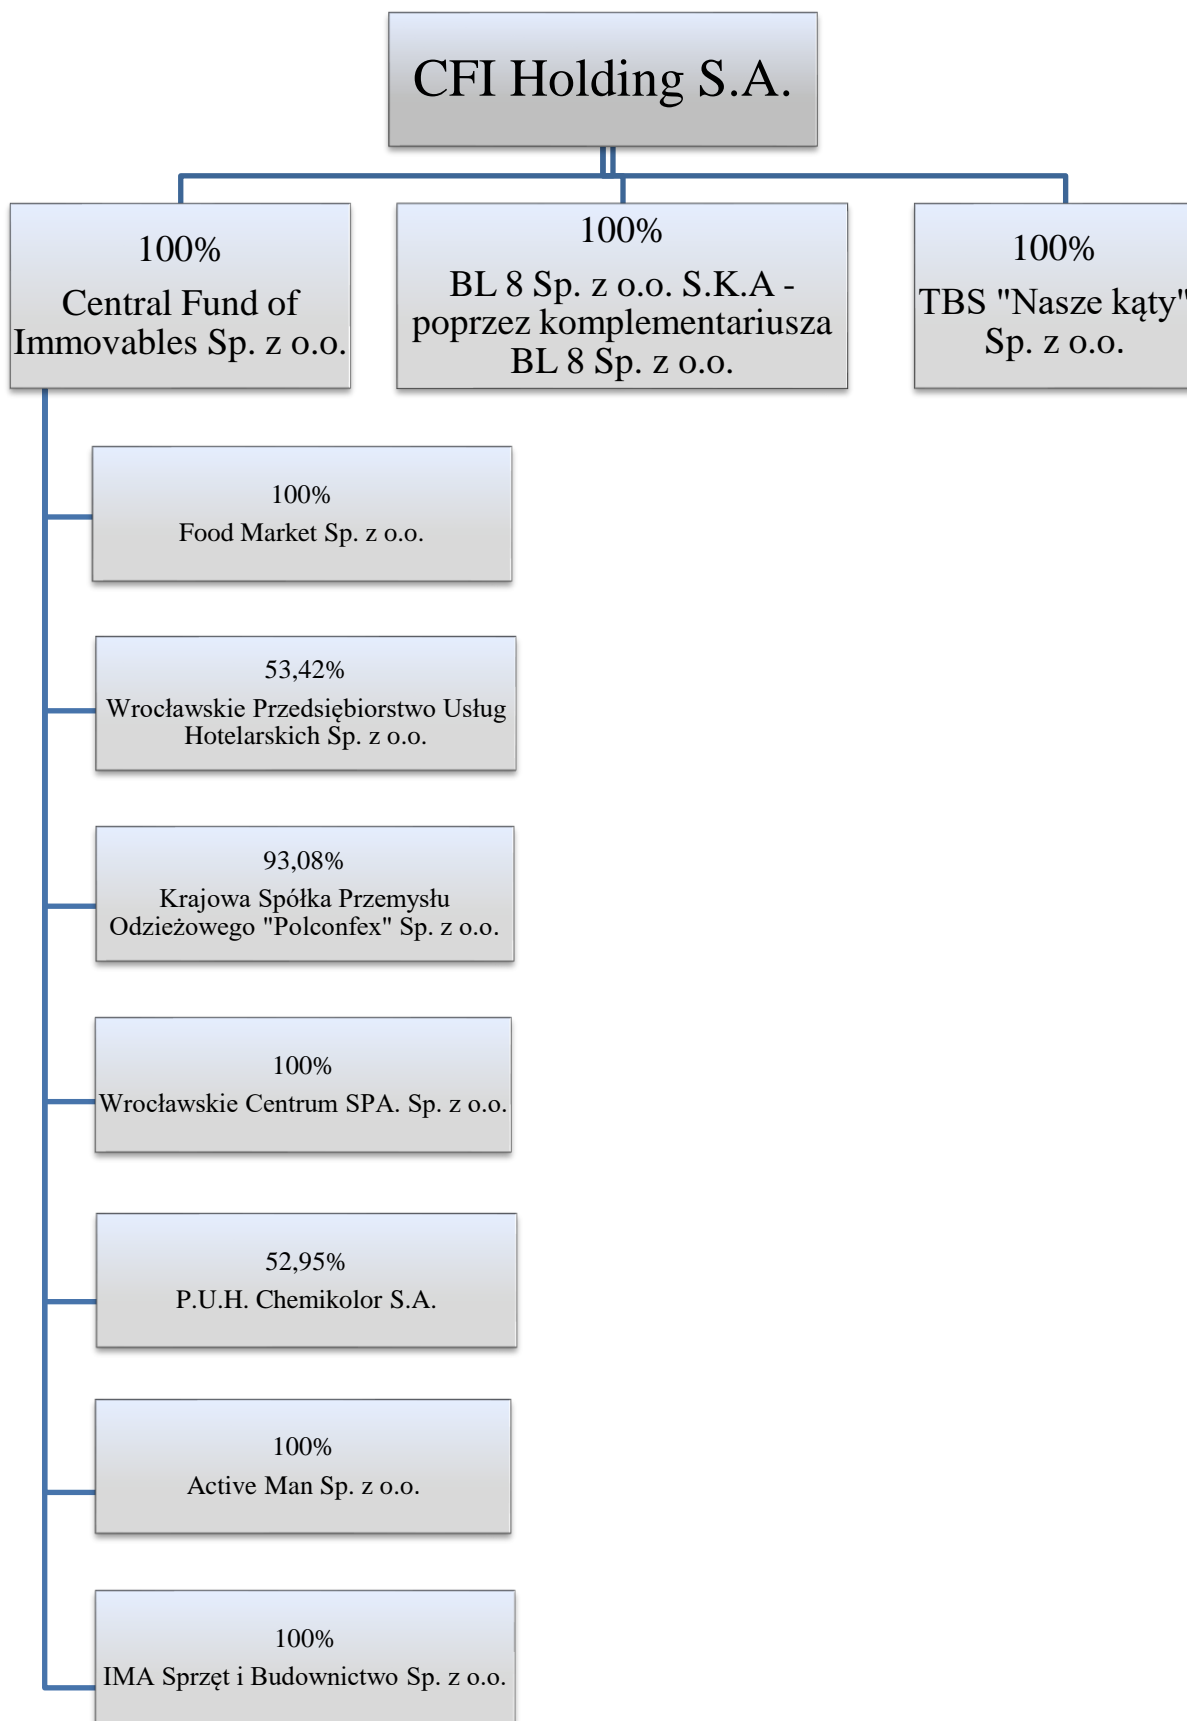 CFI Holding S.A.
100%
Central Fund of
Immovables Sp. z o.o.
100%
BL 8 Sp. z o.o. S.K.A -
poprzez komplementariusza
BL 8 Sp. z o.o.
100%
TBS "Nasze kąty"
Sp. z o.o.
100%
Food Market Sp. z o.o.
53,42%
Wrocławskie Przedsiębiorstwo Usług
Hotelarskich Sp. z o.o.
93,08%
Krajowa Spółka Przemysłu
Odzieżowego "Polconfex" Sp. z o.o.
100%
Wrocławskie Centrum SPA. Sp. z o.o.
52,95%
P.U.H. Chemikolor S.A.
100%
Active Man Sp. z o.o.
100%
IMA Sprzęt i Budownictwo Sp. z o.o.